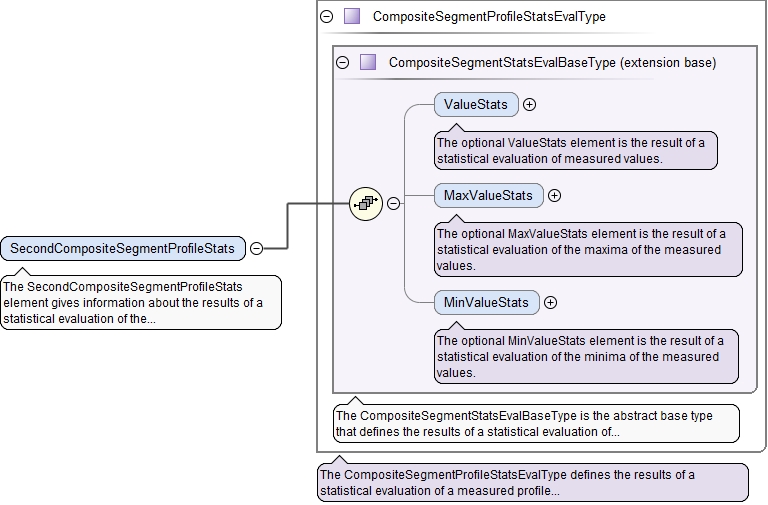 CompositeSegmentProfileStatsEvalType
CompositeSegmentStatsEvalBaseType (extension base)
ValueStats
The optional ValueStats element is the result of a
statistical evaluation of measured values.
MaxValueStats
The optional MaxValueStats element is the result of a
statistical evaluation of the maxima of the measured
values.
SecondCompositeSegmentProfileStats
The SecondCompositeSegmentProfileStats
element gives information about the results of a
statistical evaluation of the...
MinValueStats
The optional MinValueStats element is the result of a
statistical evaluation of the minima of the measured
values.
The CompositeSegmentStatsEvalBaseType is the abstract base type
that defines the results of a statistical evaluation of...
The CompositeSegmentProfileStatsEvalType defines the results of a
statistical evaluation of a measured profile...